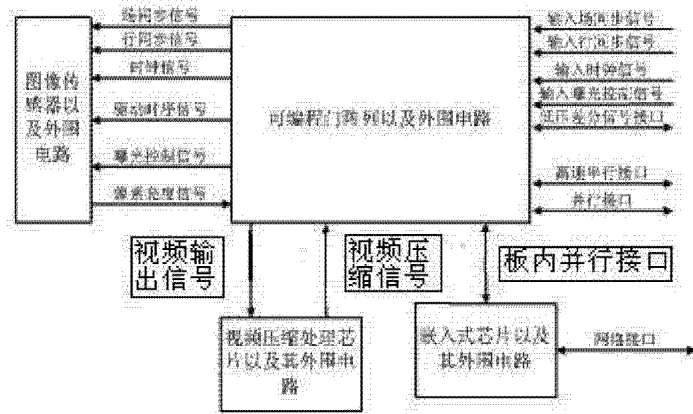 场同步信号
行同步信号
时钟信号
驱动时序信号
曝光控制信号
像素亮度信号
图像传
感器以
及外围
电路
可编程门阵列以及外围电路
输入场同步信号
输入行同步信号
输入时钟信号
输入曝光控制信号
低压差分信号接口
高速串行接口
并行接口
视频输
出信号
视频压
缩信号
板内并行接口
视频压缩处理芯
片以及其外围电
路
嵌入式芯片以及
其外围电路
网络接口